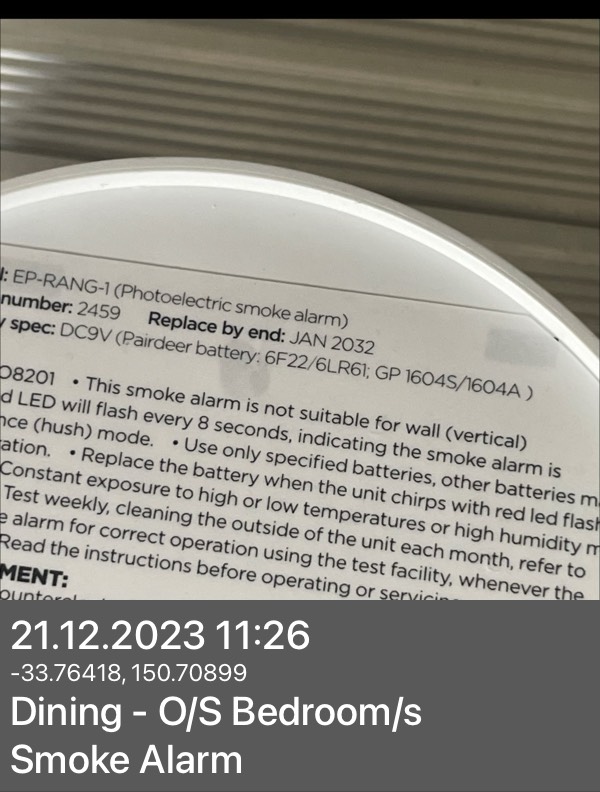 l: EP-RANG-1 (Photoelectric smoke alarm)
number: 2459 Replace by end: JAN 2032
y spec: DC9V (Pairdeer battery: 6F22/6LR61; GP 1604S/1604A )
O8201 • This smoke alarm is not suitable for wall (vertical)
d LED will flash every 8 seconds, indicating the smoke alarm is
nce (hush) mode. • Use only specified batteries, other batteries m
ation. • Replace the battery when the unit chirps with red led flash
Constant exposure to high or low temperatures or high humidity m
Test weekly, cleaning the outside of the unit each month, refer to
e alarm for correct operation using the test facility, whenever the
Read the instructions before operating or servicing
MENT:
21.12.2023 11:26
-33.76418, 150.70899
Dining - O/S Bedroom/s
Smoke Alarm